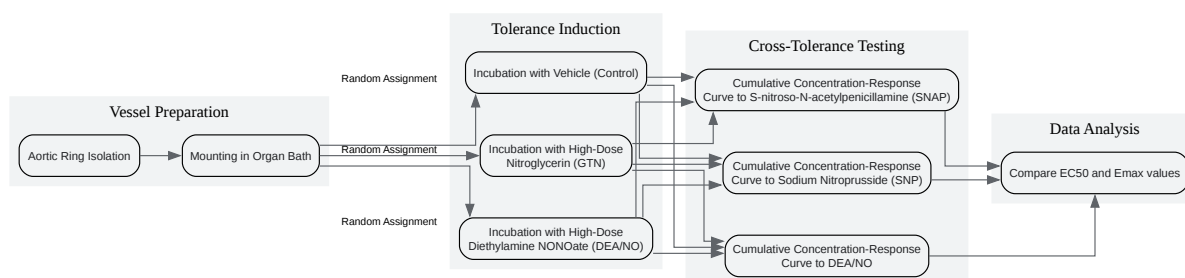 Vessel Preparation
Aortic Ring Isolation
Mounting in Organ Bath
Random Assignment
Random Assignment
Random Assignment
Tolerance Induction
Incubation with Vehicle (Control)
Incubation with High-Dose
Nitroglycerin (GTN)
Incubation with High-Dose
Diethylamine NONOate (DEA/NO)
Cross-Tolerance Testing
Cumulative Concentration-Response
Curve to S-nitroso-N-acetylpenicillamine (SNAP)
Cumulative Concentration-Response
Curve to Sodium Nitroprusside (SNP)
Cumulative Concentration-Response
Curve to DEA/NO
Data Analysis
Compare EC50 and Emax values